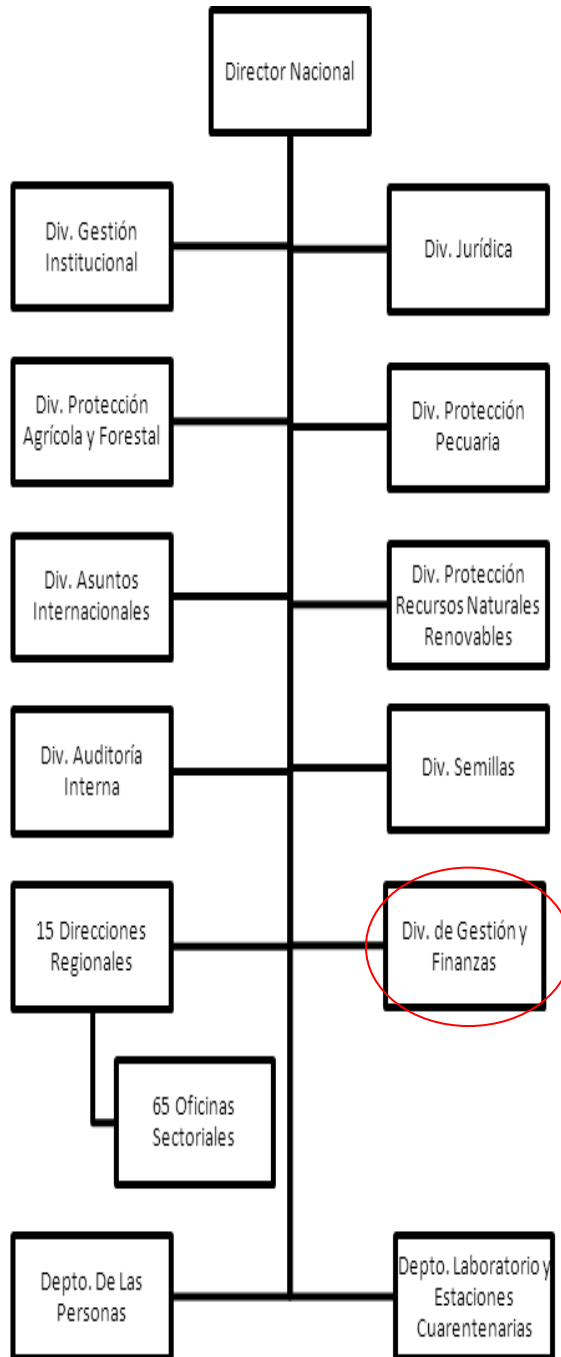 Director Nacional
Div. Gestión
Institucional
Div. Jurídica
Div. Protección
Agrícola y Forestal
Div. Protección
Pecuaria
Div. Asuntos
Internacionales
Div. Protección
Recursos Naturales
Renovables
Div. Auditoría
Interna
Div. Semillas
15 Direcciones
Regionales
Div. de Gestión y
Finanzas
65 Oficinas
Sectoriales
Depto. De Las
Personas
Depto. Laboratorio y
Estaciones
Cuarentenarias